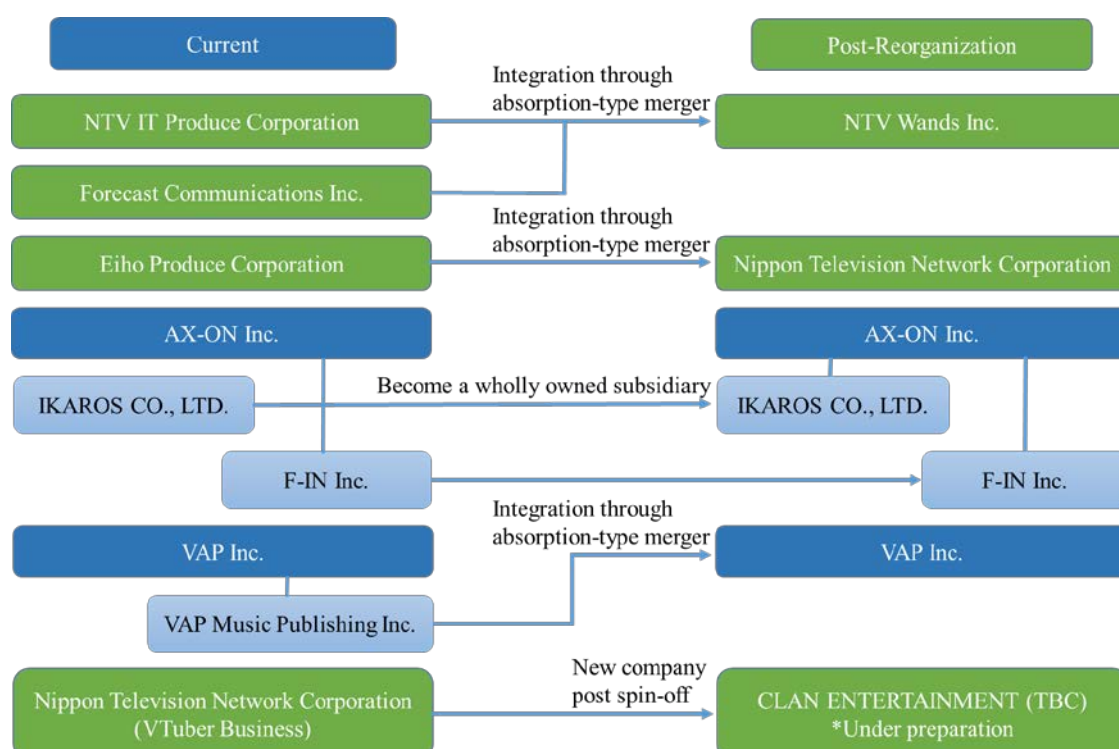 Current
Post-Reorganization
Integration through
absorption-type merger
NTV IT Produce Corporation
NTV Wands Inc.
Forecast Communications Inc.
Integration through
absorption-type merger
Eiho Produce Corporation
Nippon Television Network Corporation
AX-ON Inc.
AX-ON Inc.
Become a wholly owned subsidiary
IKAROS CO., LTD.
IKAROS CO., LTD.
F-IN Inc.
F-IN Inc.
Integration through
absorption-type merger
VAP Inc.
VAP Inc.
VAP Music Publishing Inc.
New company
post spin-off
Nippon Television Network Corporation
(VTuber Business)
CLAN ENTERTAINMENT (TBC)
*Under preparation